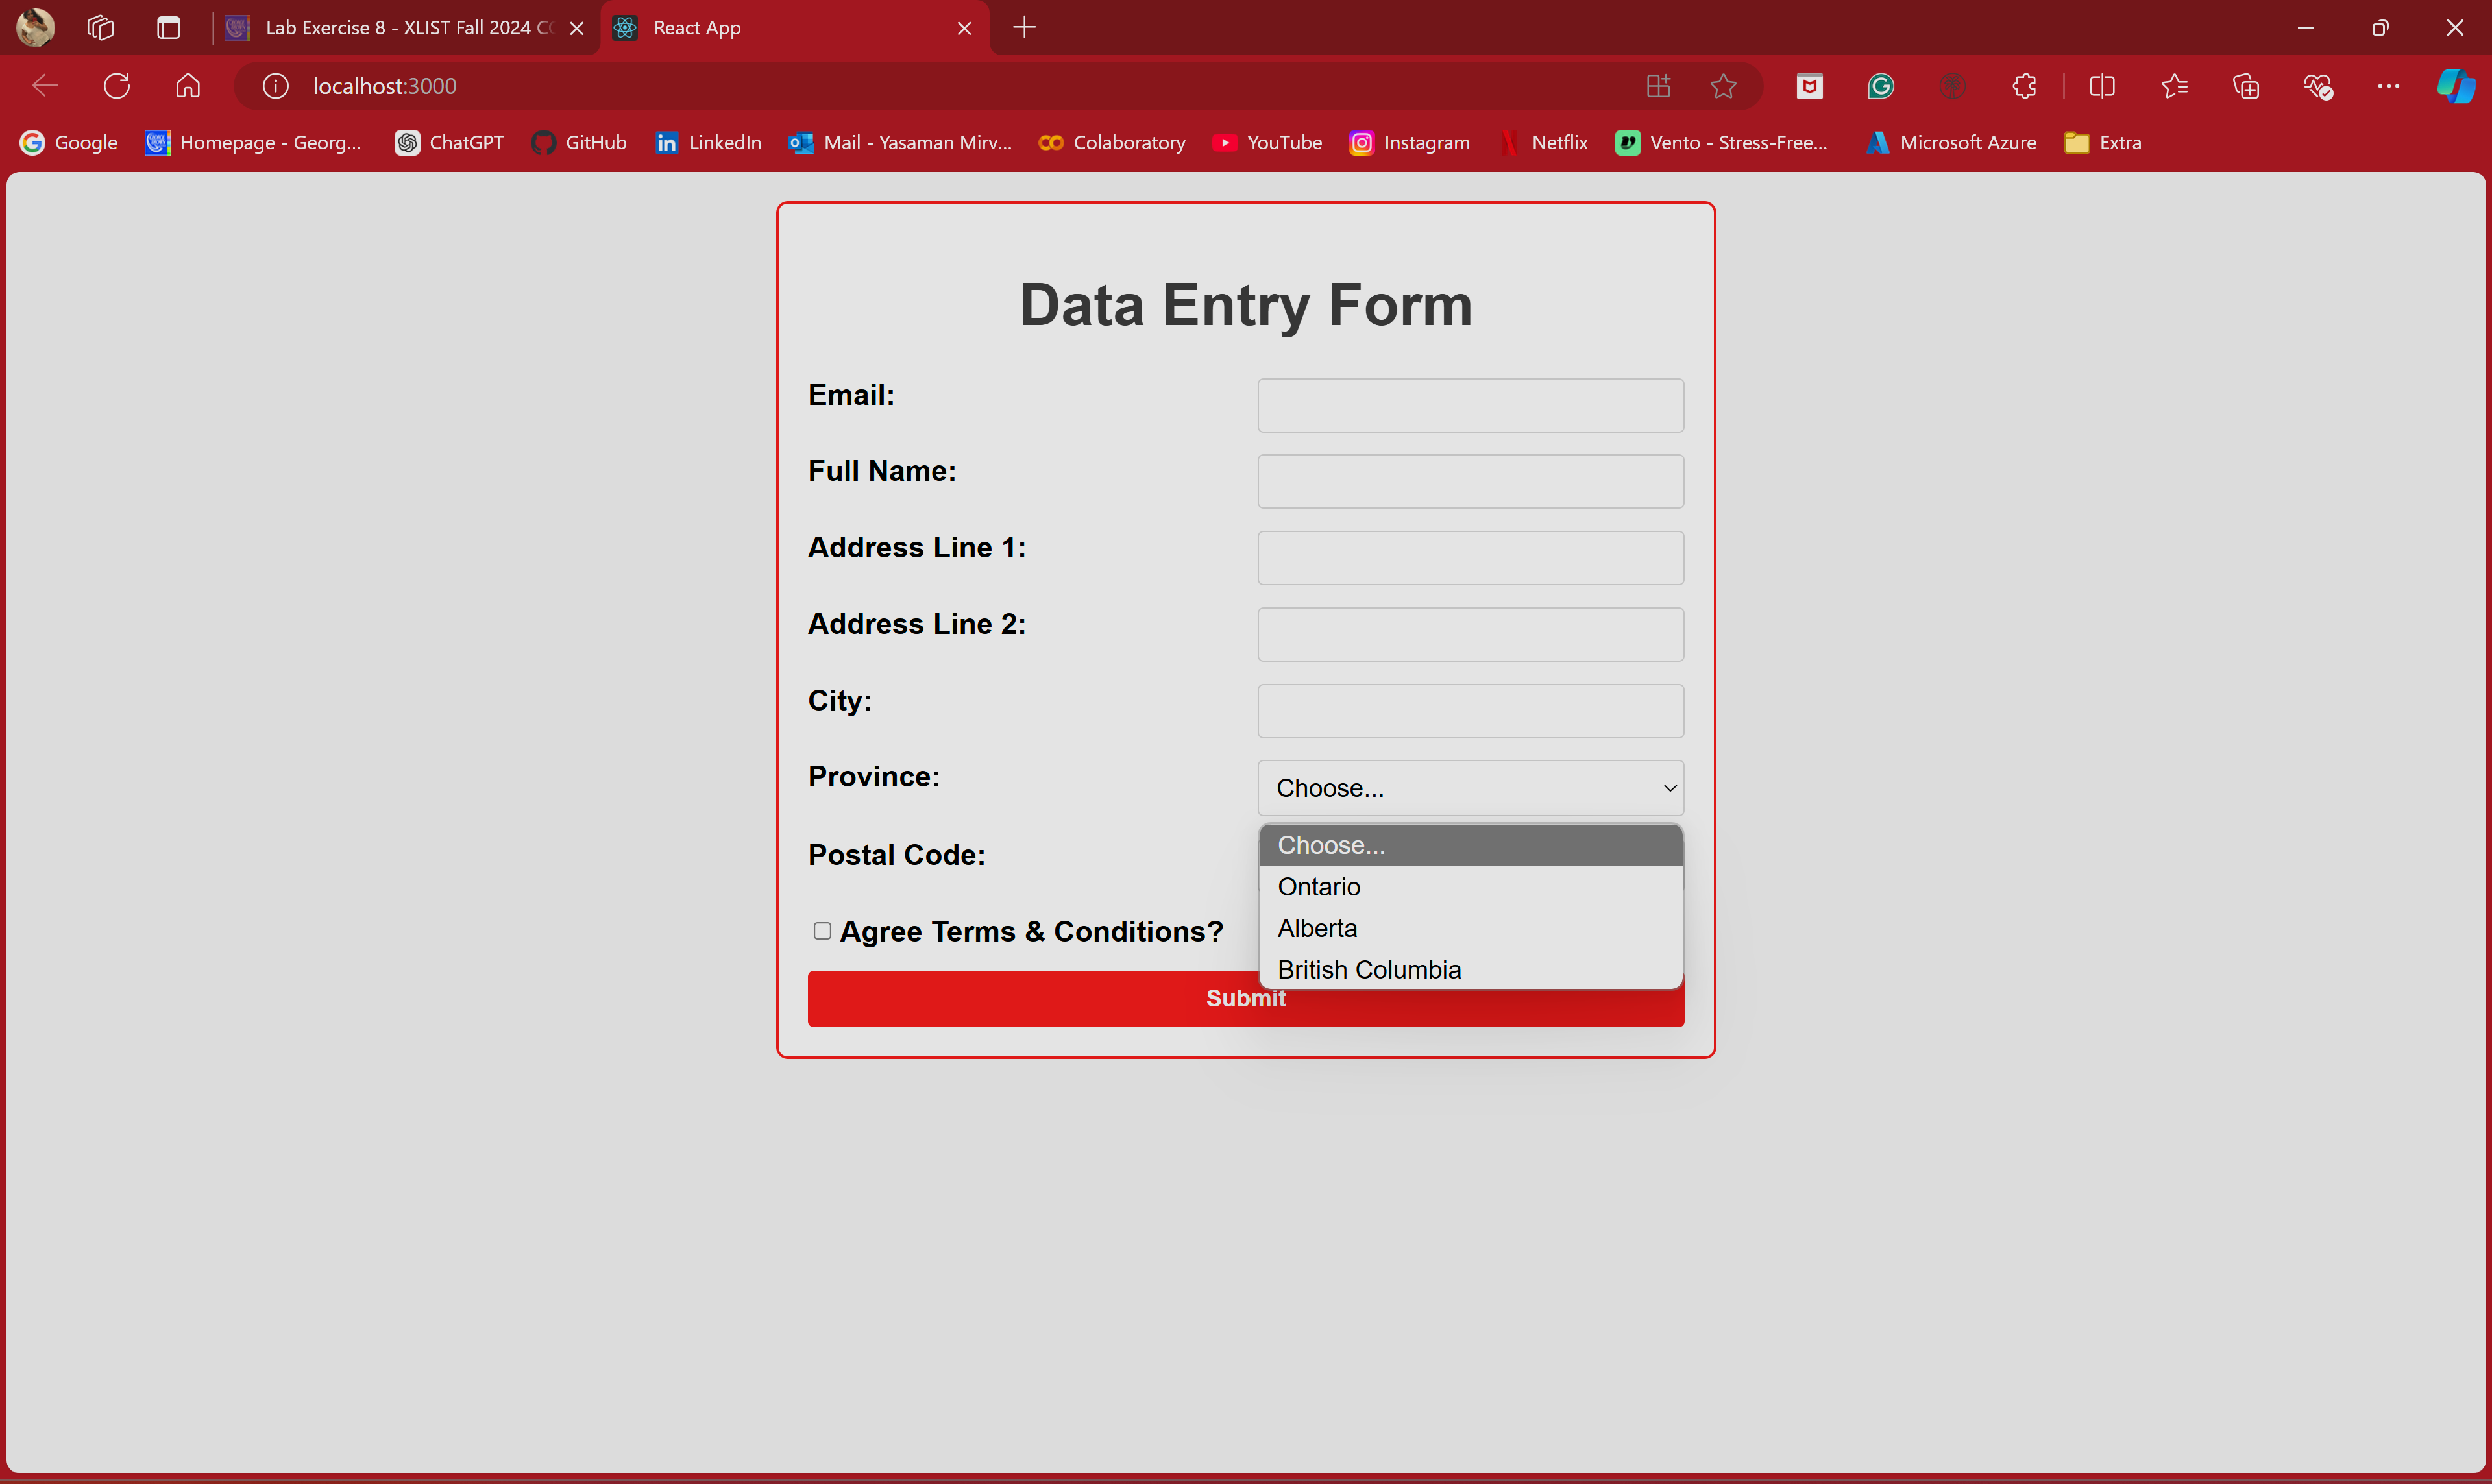 Lab Exercise 8 - XLIST Fall 2024
React App
localhost:3000
Google
Homepage - Georg...
ChatGPT
GitHub
LinkedIn
Mail - Yasaman Mirv...
Colaboratory
YouTube
Instagram
Netflix
Vento - Stress-Free...
Microsoft Azure
Extra
Data Entry Form
Email:
Full Name:
Address Line 1:
Address Line 2:
City:
Province:
Choose...
Choose...
Postal Code:
Ontario
Alberta
Agree Terms & Conditions?
British Columbia
Submit